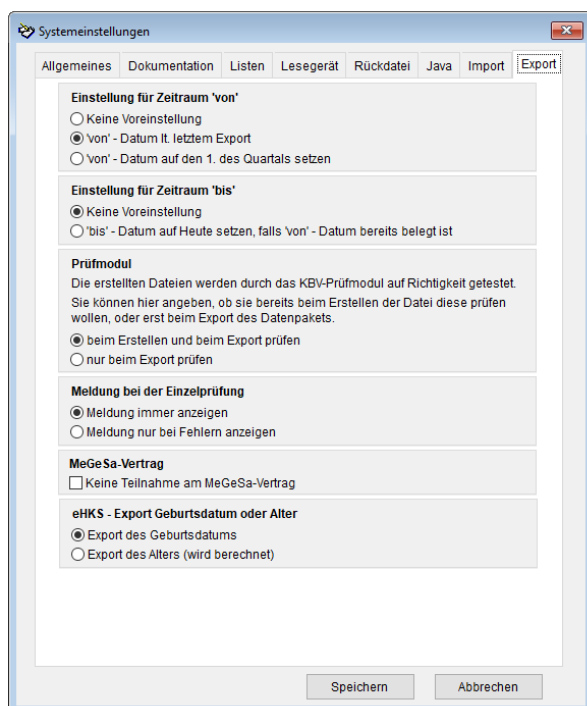 Systemeinstellungen
Allgemeines Dokumentation Listen Lesegerät Rückdatei Java Import Export
Einstellung für Zeitraum 'von'
Keine Voreinstellung
'von' - Datum lt. letztem Export
'von' - Datum auf den 1. des Quartals setzen
Einstellung für Zeitraum 'bis'
Keine Voreinstellung
'bis' - Datum auf Heute setzen, falls 'von' - Datum bereits belegt ist
Prüfmodul
Die erstellten Dateien werden durch das KBV-Prüfmodul auf Richtigkeit getestet.
Sie können hier angeben, ob sie bereits beim Erstellen der Datei diese prüfen
wollen, oder erst beim Export des Datenpakets.
beim Erstellen und beim Export prüfen
nur beim Export prüfen
Meldung bei der Einzelprüfung
Meldung immer anzeigen
Meldung nur bei Fehlern anzeigen
MeGeSa-Vertrag
Keine Teilnahme am MeGeSa-Vertrag
eHKS - Export Geburtsdatum oder Alter
Export des Geburtsdatums
Export des Alters (wird berechnet)
Speichern Abbrechen